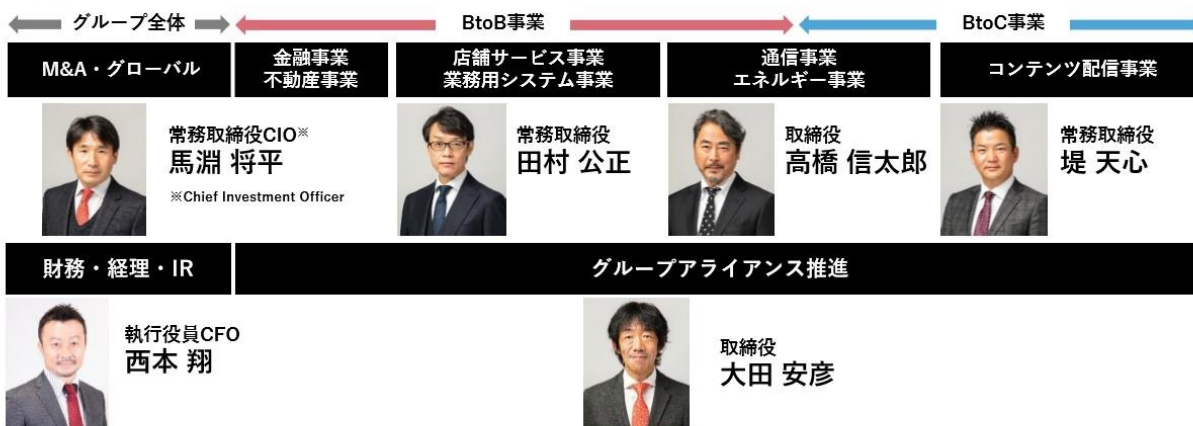 グループ全体
BtoB事業
BtoC事業
M&A・グローバル
金融事業
不動産事業
店舗サービス事業
業務用システム事業
通信事業
エネルギー事業
コンテンツ配信事業
常務取締役CIO※
馬淵 将平
※Chief Investment Officer
常務取締役
田村 公正
取締役
高橋 信太郎
常務取締役
堤 天心
財務・経理・IR
グループアライアンス推進
執行役員CFO
西本 翔
取締役
大田 安彦